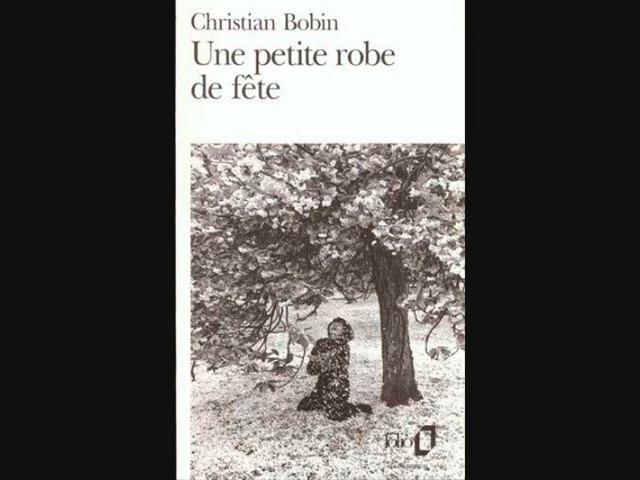 Christian Bobin
Une petite robe
de fête
folio